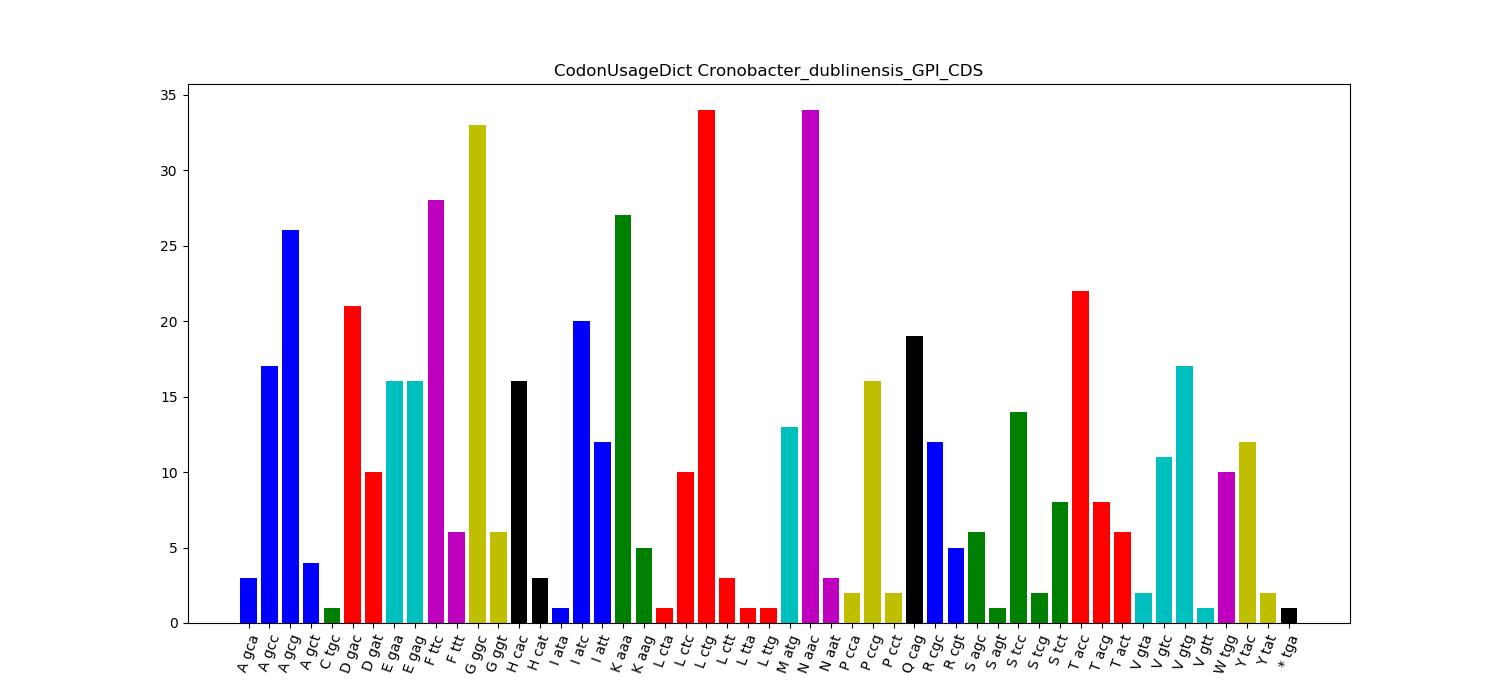 CodonUsageDict Cronobacter_dublinensis_GPI_CDS
35
30
25
20
15
10
5
0
A gca
A gcc
A gcg
A gct
C tgc
D gac
D gat
E gaa
E gag
F ttc
F ttt
G ggc
G ggt
H cac
H cat
I ata
I atc
I att
K aaa
K aag
L cta
L ctc
L ctg
L ctt
L tta
L ttg
M atg
N aac
N aat
P cca
P ccg
P cct
Q cag
R cgc
R cgt
S agc
S agt
S tcc
S tcg
S tct
T acc
T acg
T act
V gta
V gtc
V gtg
V gtt
W tgg
Y tac
Y tat
* tga